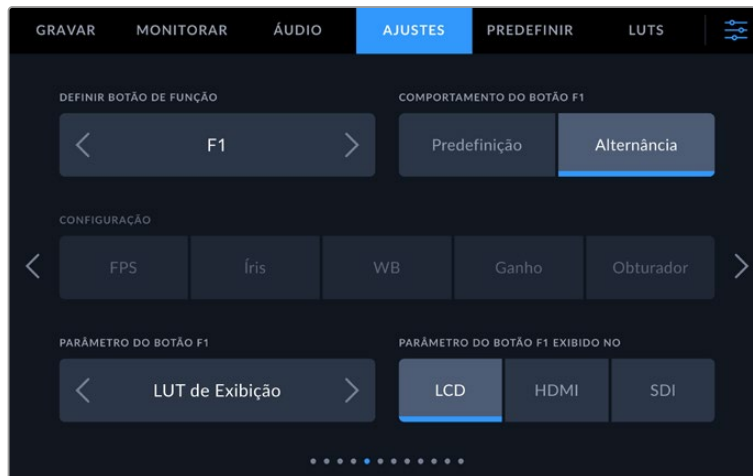 GRAVAR MONITORAR ÁUDIO AJUSTES PREDEFINIR LUTS
DEFINIR BOTÃO DE FUNÇÃO COMPORTAMENTO DO BOTÃO F1
F1 Predefinição Alternância
CONFIGURAÇÃO
FPS Íris WB Ganho Obturador
PARÂMETRO DO BOTÃO F1 PARÂMETRO DO BOTÃO F1 EXIBIDO NO
LUT de Exibição LCD HDMI SDI